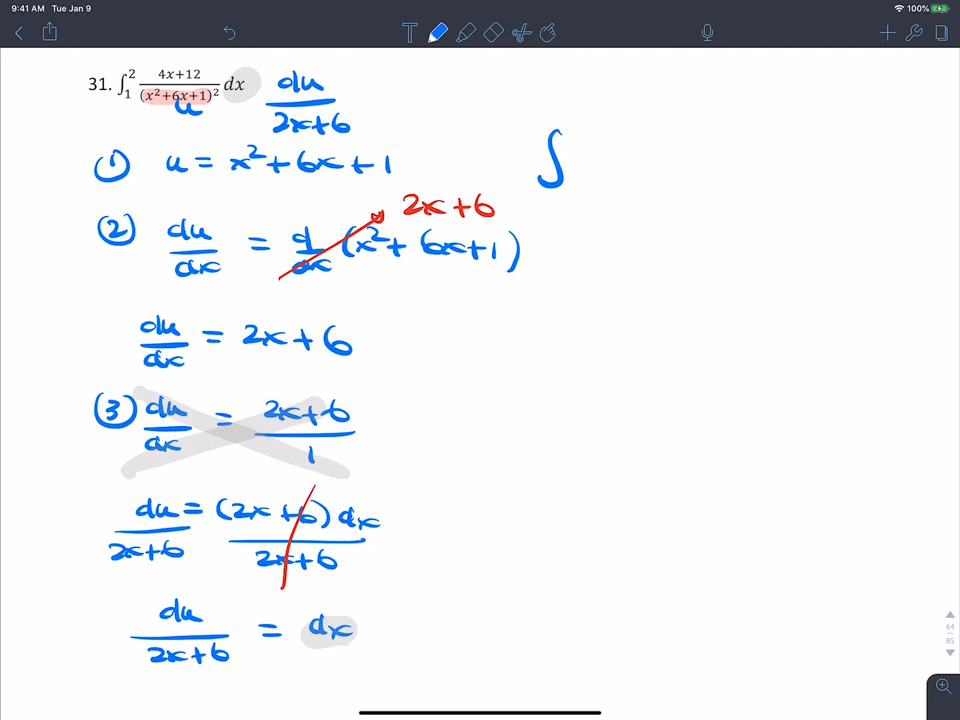 9:41 AM Tue Jan 9
100%
31. ∫₁² (4x+12)/(x²+6x+1)² dx
u
du/(2x+6)
① u = x² + 6x + 1
∫
2x+6
② du/dx = d/dx (x² + 6x+1)
du/dx = 2x + 6
③ du/dx = (2x+6)/1
du/(2x+6) = (2x+6) dx/(2x+6)
du/(2x+6) = dx
64
85